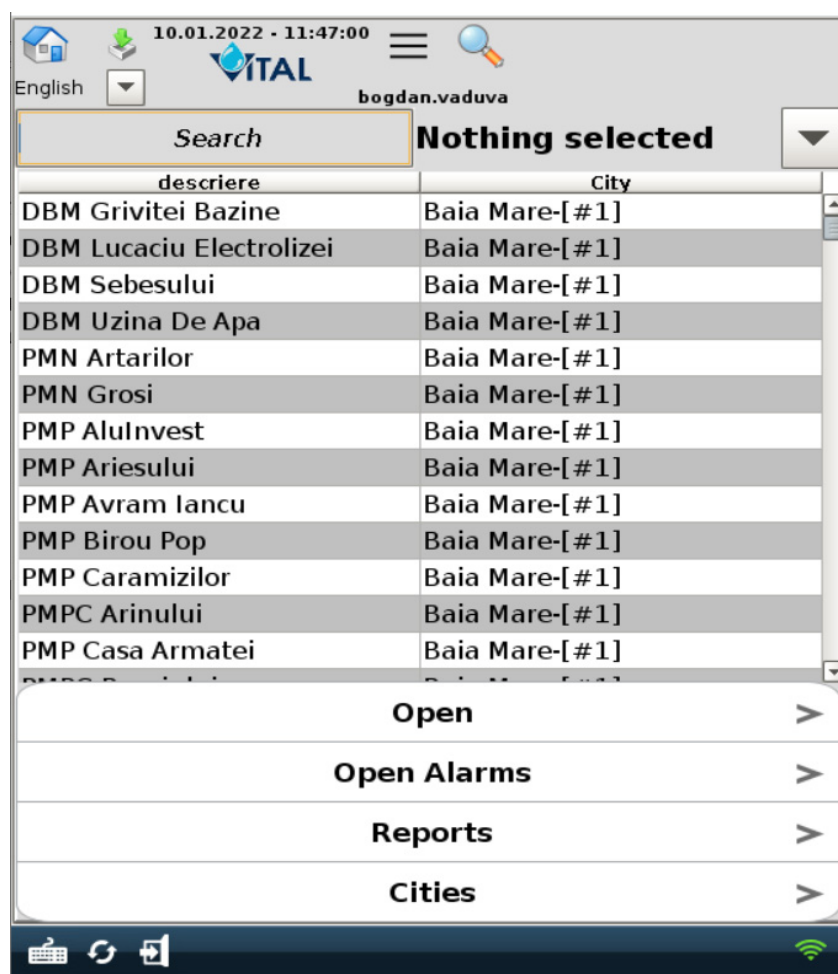 10.01.2022 - 11:47:00
VITAL
English
bogdan.vaduva
Search Nothing selected
descriere City
DBM Grivitei Bazine Baia Mare-[#1]
DBM Lucaciu Electrolizei Baia Mare-[#1]
DBM Sebesului Baia Mare-[#1]
DBM Uzina De Apa Baia Mare-[#1]
PMN Artarilor Baia Mare-[#1]
PMN Grosi Baia Mare-[#1]
PMP AluInvest Baia Mare-[#1]
PMP Ariesului Baia Mare-[#1]
PMP Avram Iancu Baia Mare-[#1]
PMP Birou Pop Baia Mare-[#1]
PMP Caramizilor Baia Mare-[#1]
PMPC Arinului Baia Mare-[#1]
PMP Casa Armatei Baia Mare-[#1]
Open >
Open Alarms >
Reports >
Cities >